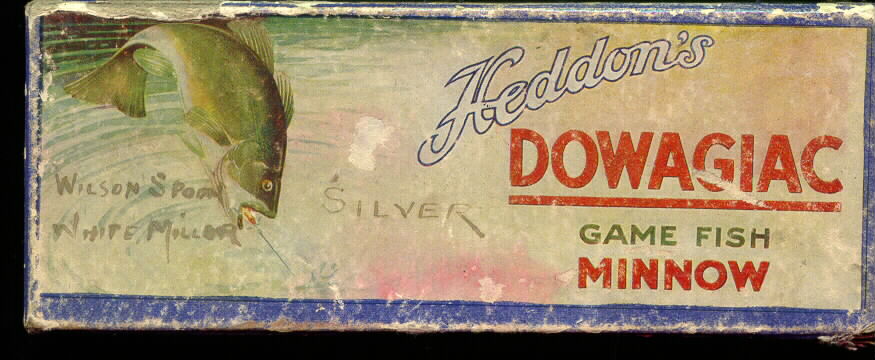 Heddon's
DOWAGIAC
GAME FISH
MINNOW
WILSON SPOON
WHITE MILLER
SILVER